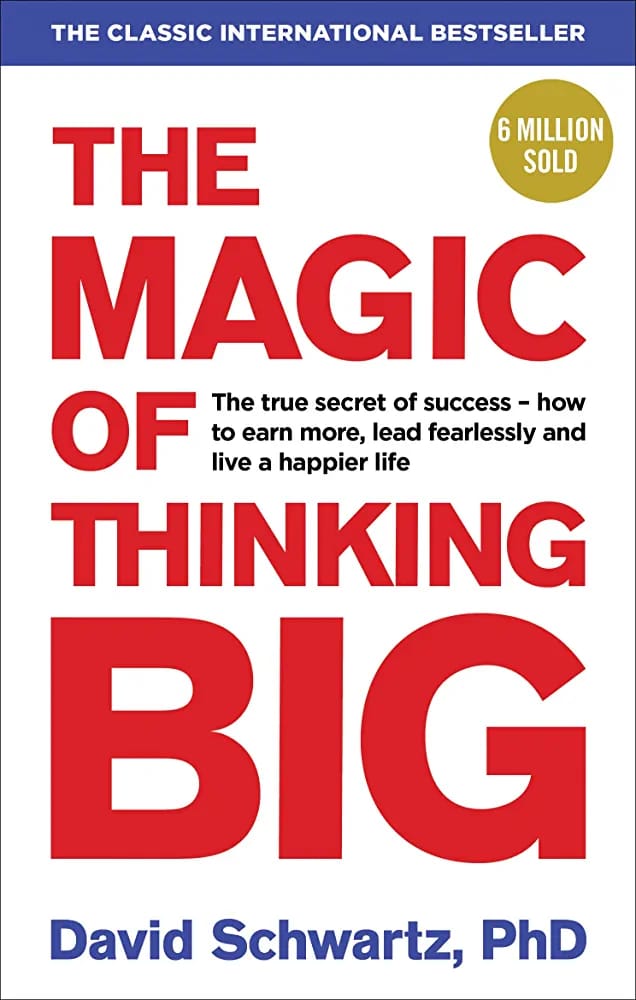 THE CLASSIC INTERNATIONAL BESTSELLER
6 MILLION
SOLD
THE
MAGIC
OF
The true secret of success – how
to earn more, lead fearlessly and
live a happier life
THINKING
BIG
David Schwartz, PhD